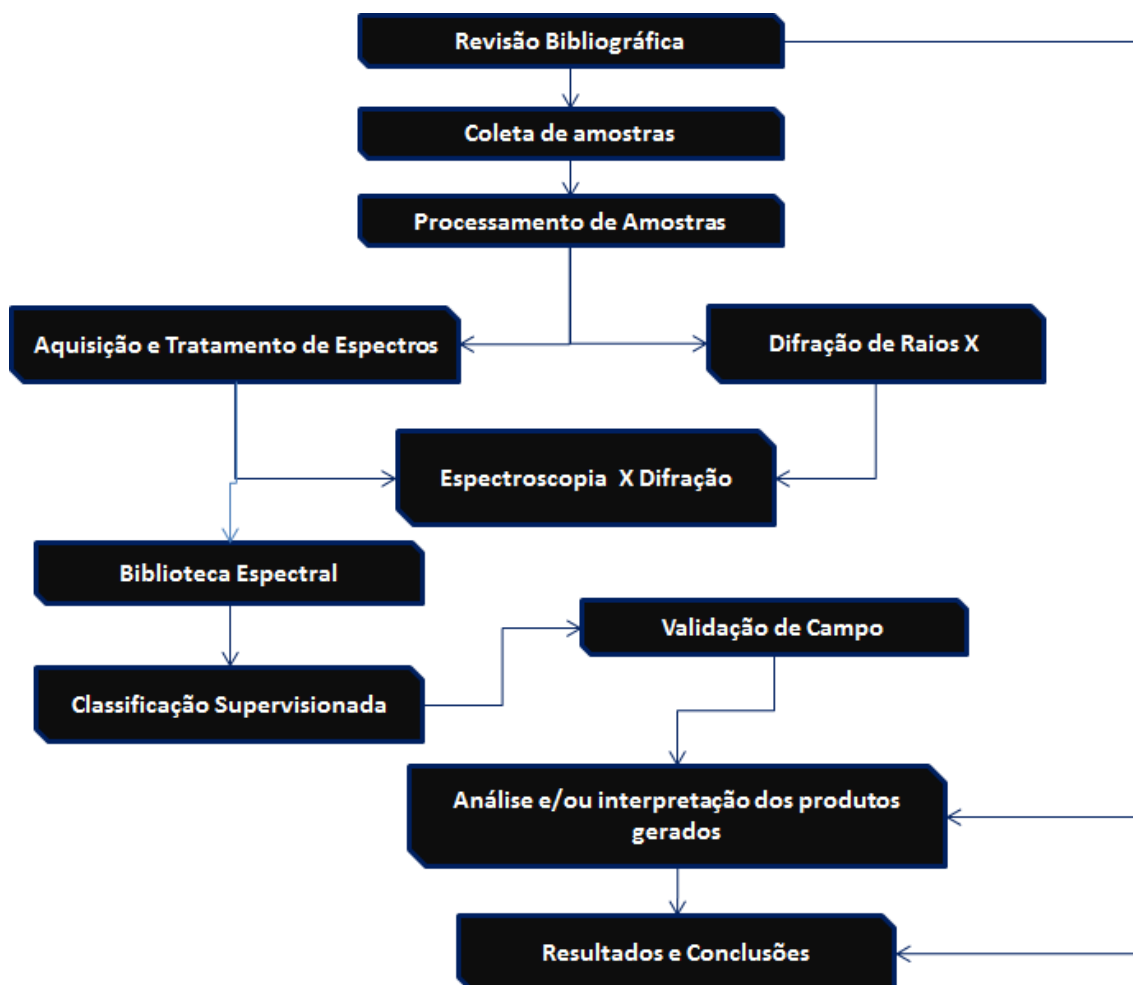 Revisão Bibliográfica
Coleta de amostras
Processamento de Amostras
Aquisição e Tratamento de Espectros
Difração de Raios X
Espectroscopia X Difração
Biblioteca Espectral
Validação de Campo
Classificação Supervisionada
Análise e/ou interpretação dos produtos
gerados
Resultados e Conclusões